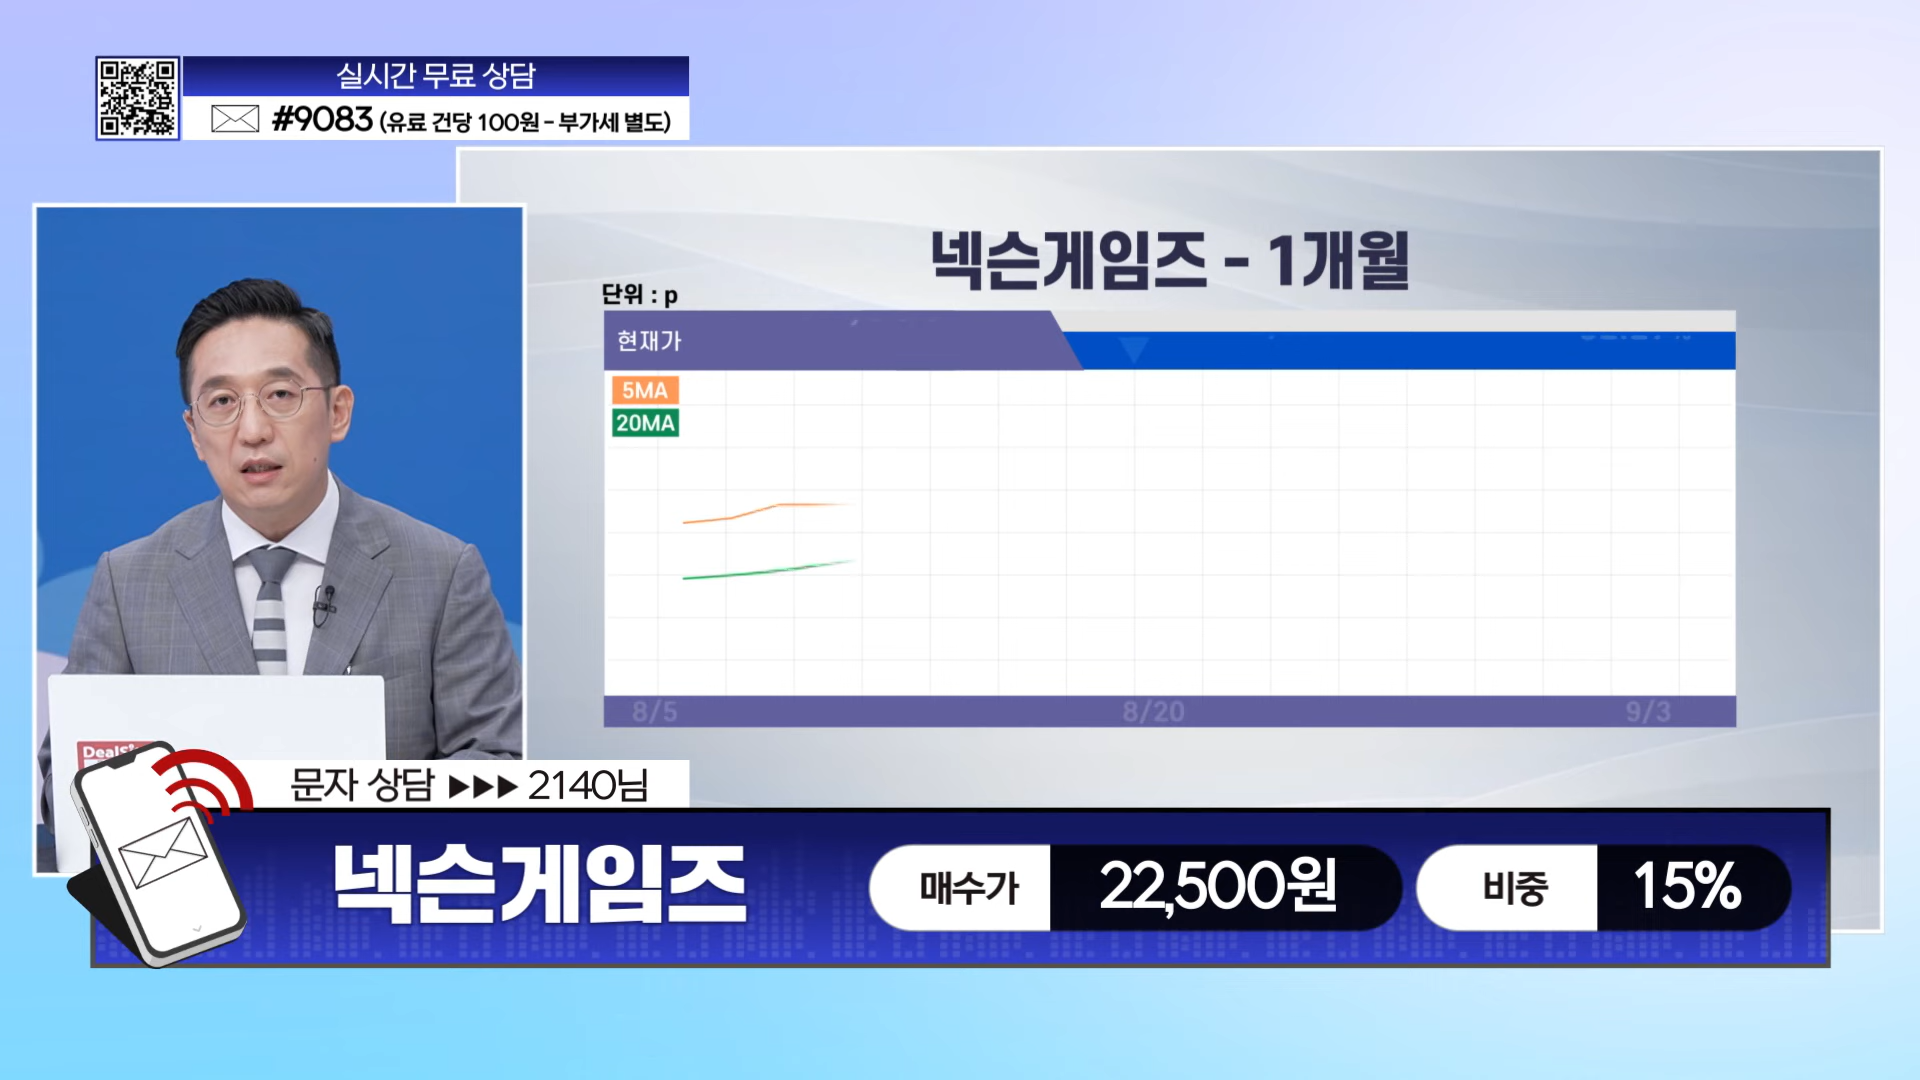 실시간 무료 상담
#9083 (유료 건당 100원 - 부가세 별도)
넥슨게임즈 - 1개월
단위 : p
현재가
5MA
20MA
8/5 8/20 9/3
문자 상담 ▶▶▶ 2140님
넥슨게임즈 매수가 22,500원 비중 15%